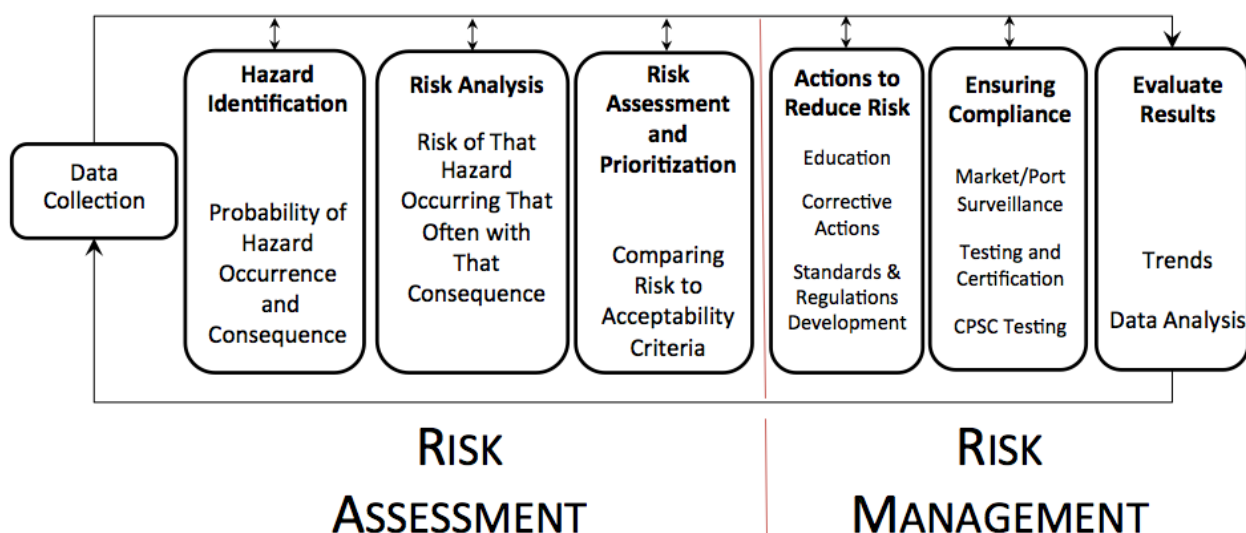 Data
Collection
Hazard
Identification
Probability of
Hazard
Occurrence
and
Consequence
Risk Analysis
Risk of That
Hazard
Occurring That
Often with
That
Consequence
Risk
Assessment
and
Prioritization
Comparing
Risk to
Acceptability
Criteria
Actions to
Reduce Risk
Education
Corrective
Actions
Standards &
Regulations
Development
Ensuring
Compliance
Market/Port
Surveillance
Testing and
Certification
CPSC Testing
Evaluate
Results
Trends
Data Analysis
RISK
ASSESSMENT
RISK
MANAGEMENT